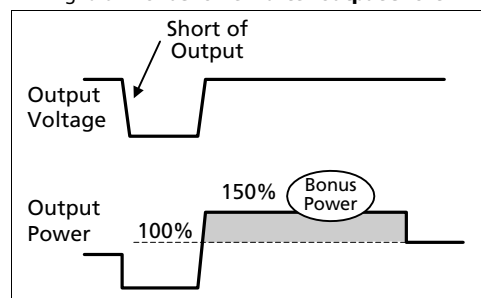 Short of
Output
Output
Voltage
150%
Bonus
Power
Output
Power
100%